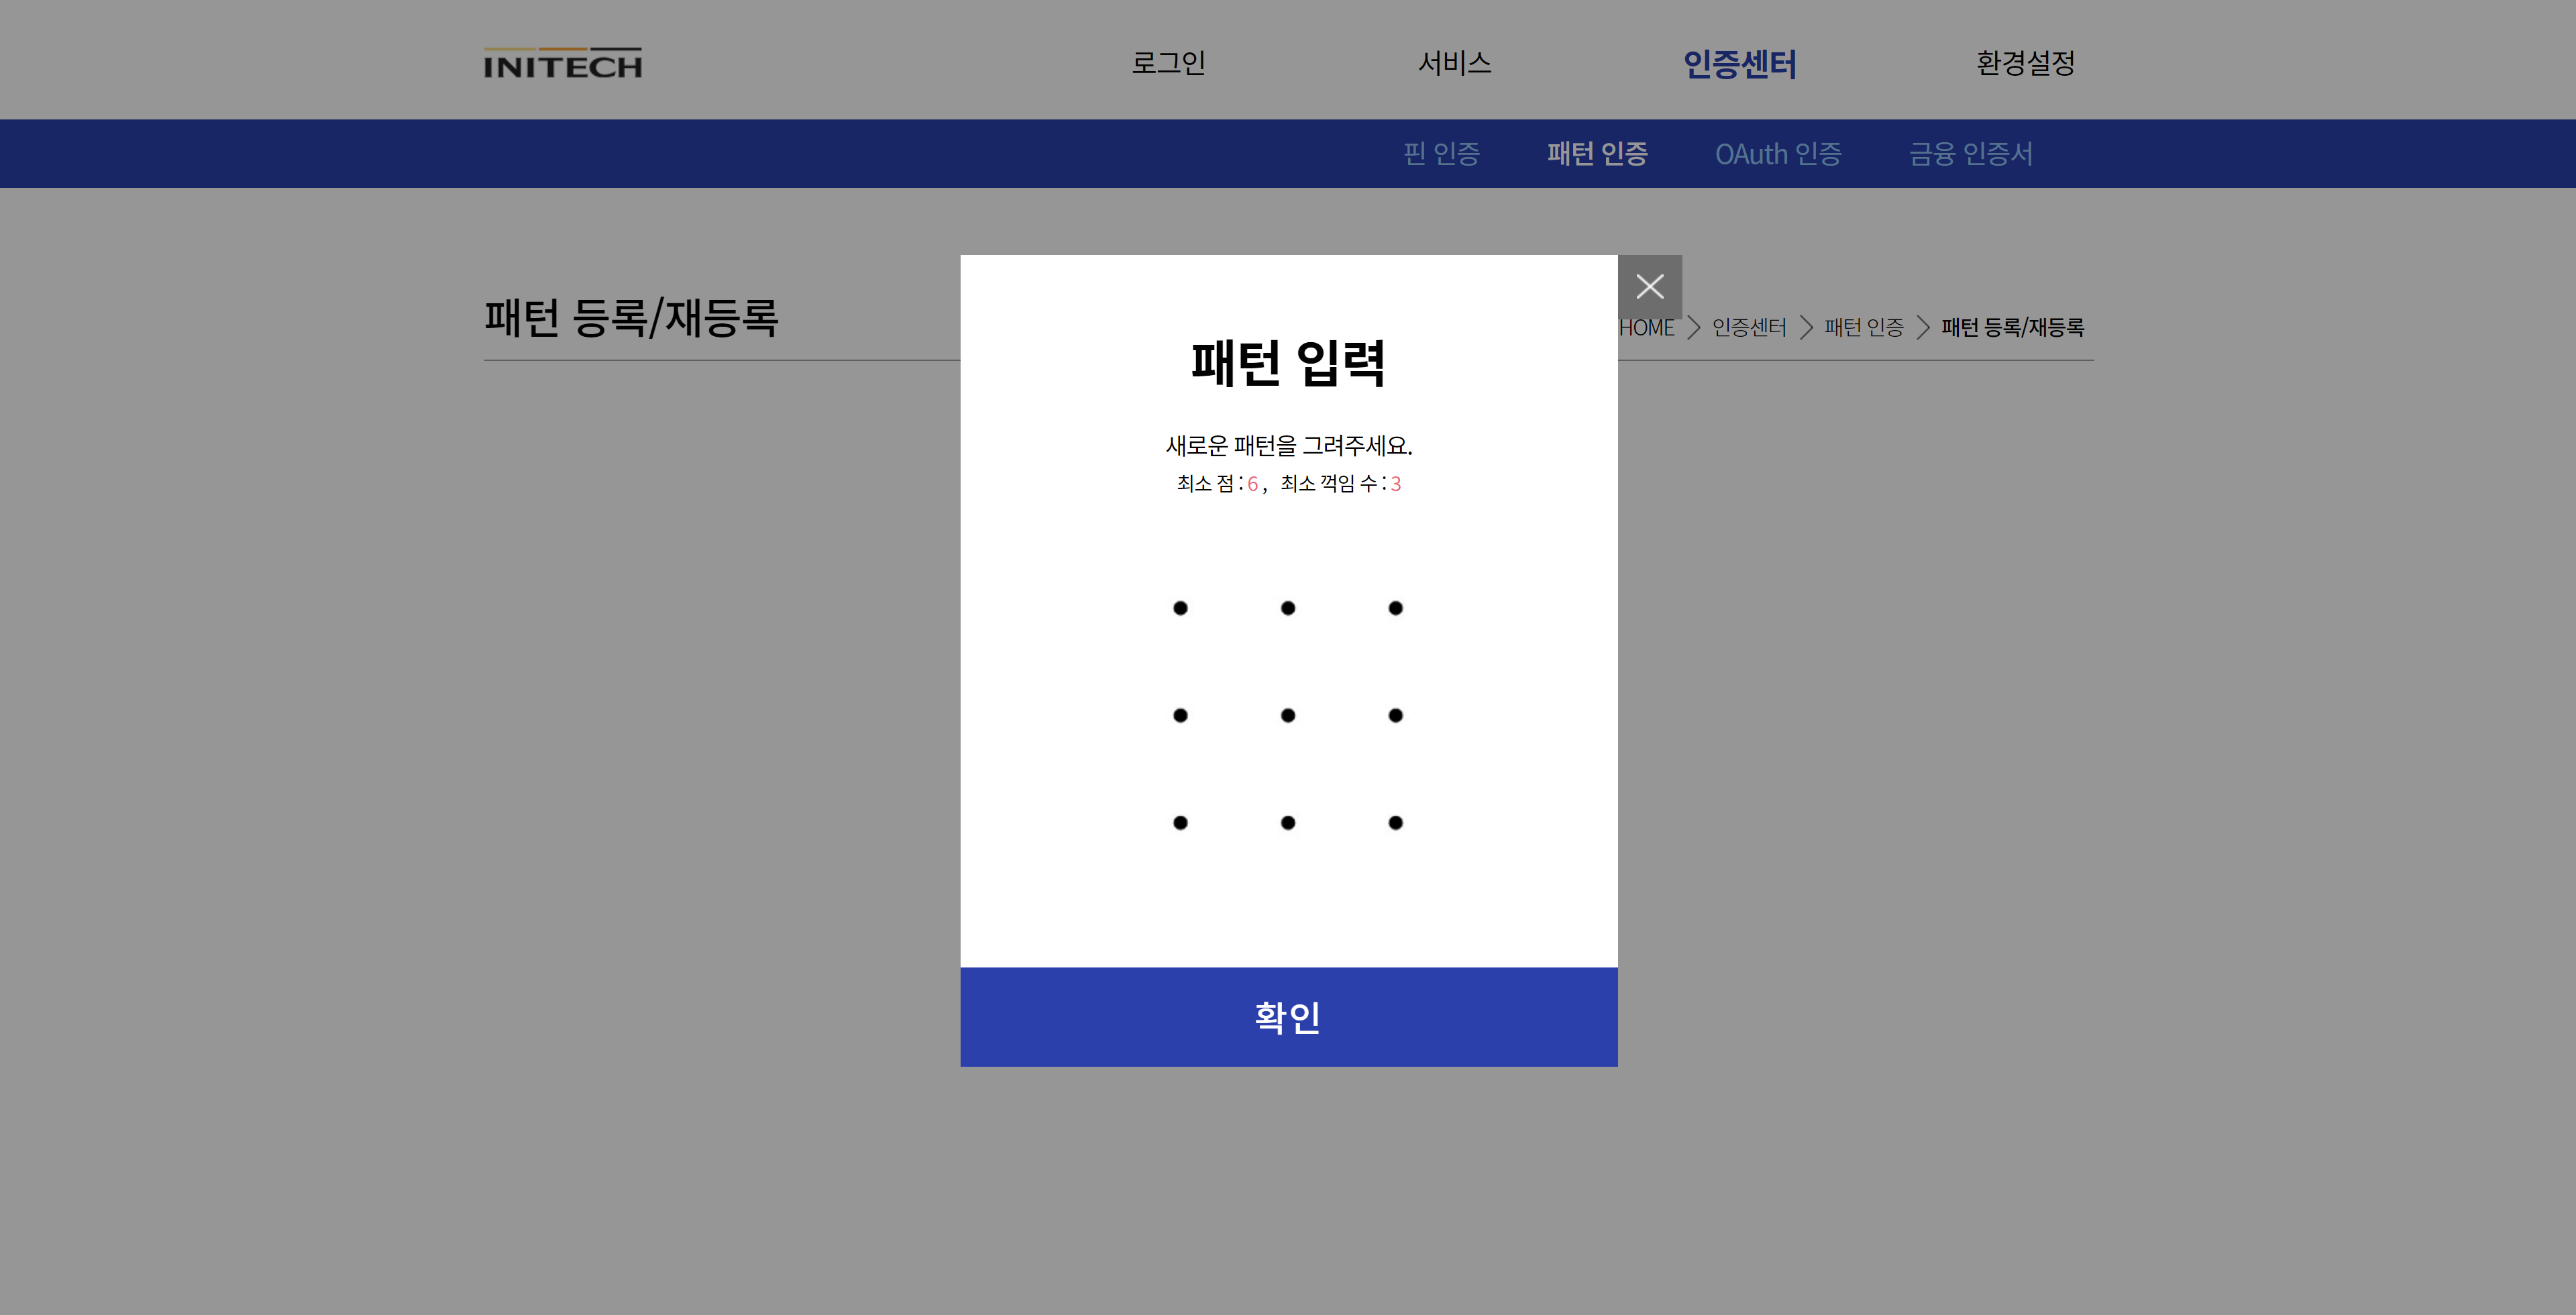 INITECH
로그인 서비스 인증센터 환경설정
핀 인증 패턴 인증 OAuth 인증 금융 인증서
패턴 등록/재등록
HOME 인증센터 패턴 인증 패턴 등록/재등록
패턴 입력
새로운 패턴을 그려주세요.
최소 점 : 6 , 최소 꺾임 수 : 3
확인